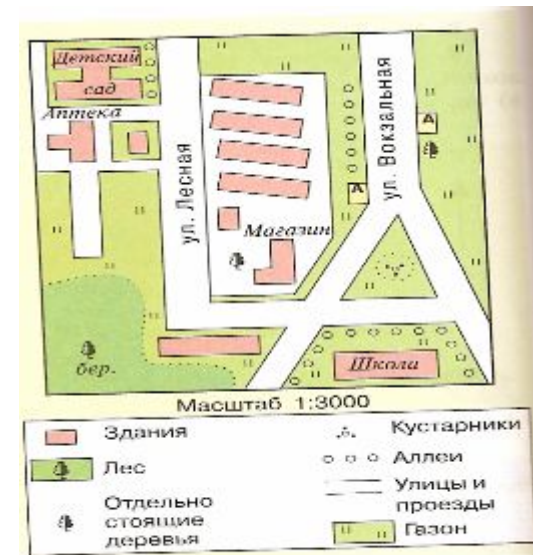 Детский
сад
Аптека
ул. Лесная
ул. Вокзальная
А
А
Магазин
бер.
Школа
Масштаб 1:3000
Здания
Лес
Отдельно
стоящие
деревья
Кустарники
Аллеи
Улицы и
проезды
Газон